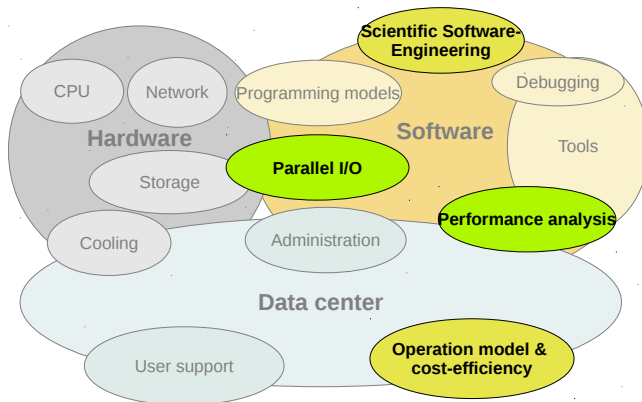 Scientific Software-
Engineering
CPU
Network
Programming models
Debugging
Hardware
Software
Tools
Storage
Parallel I/O
Performance analysis
Cooling
Administration
Data center
User support
Operation model &
cost-efficiency